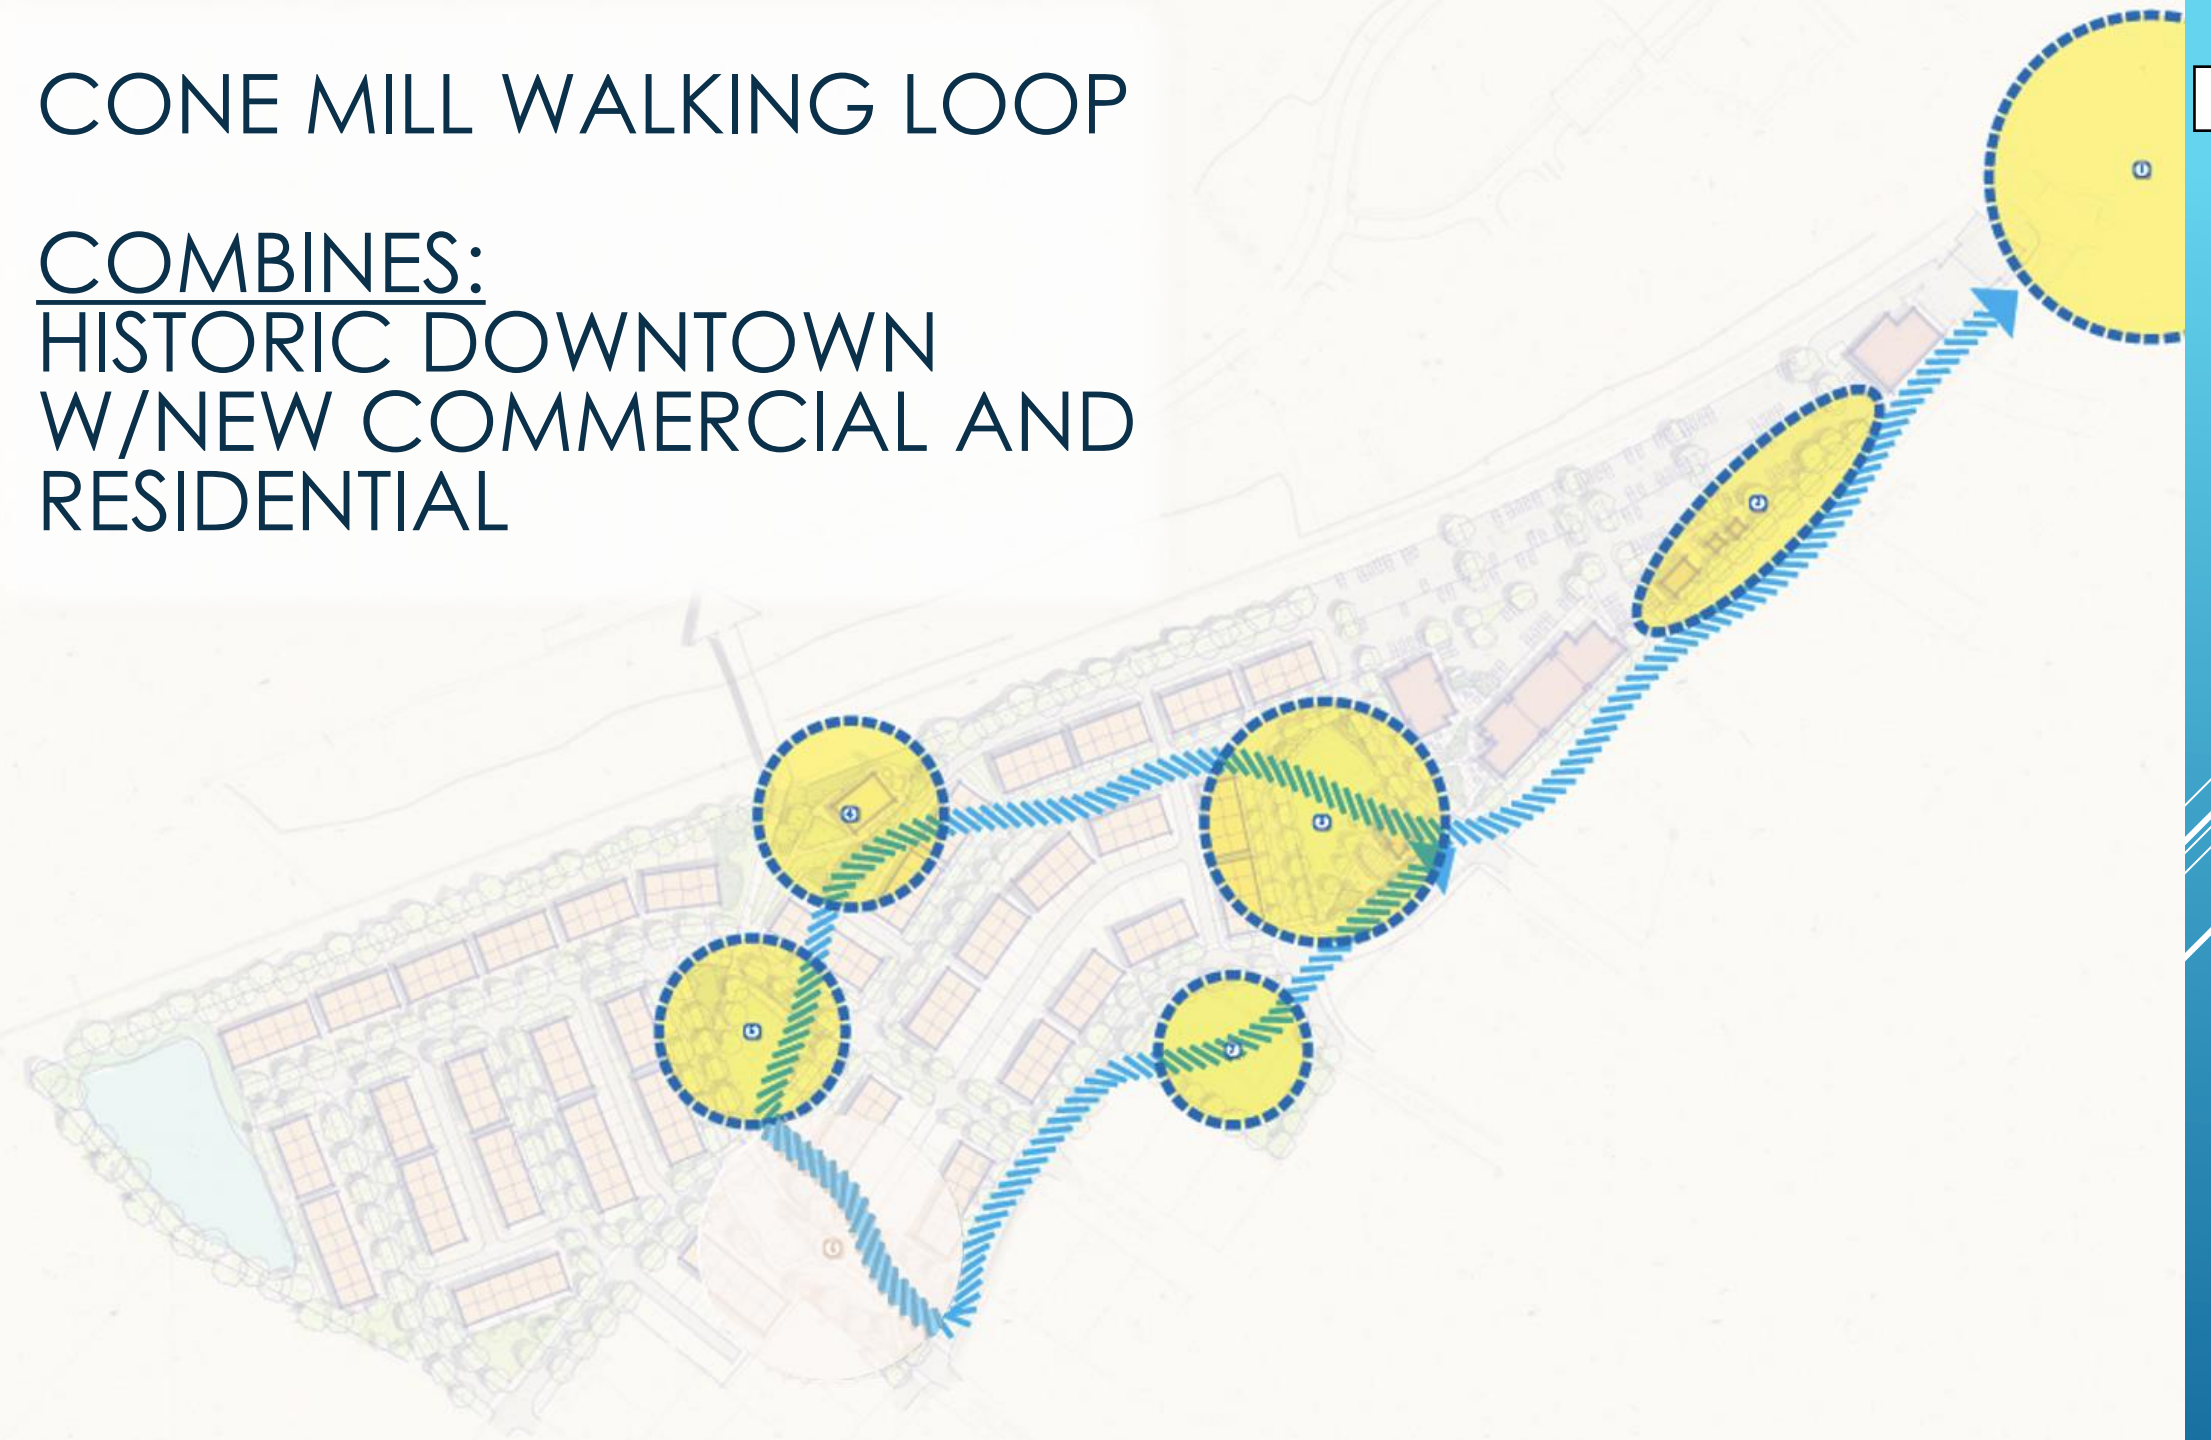 CONE MILL WALKING LOOP
COMBINES:
HISTORIC DOWNTOWN
W/NEW COMMERCIAL AND
RESIDENTIAL